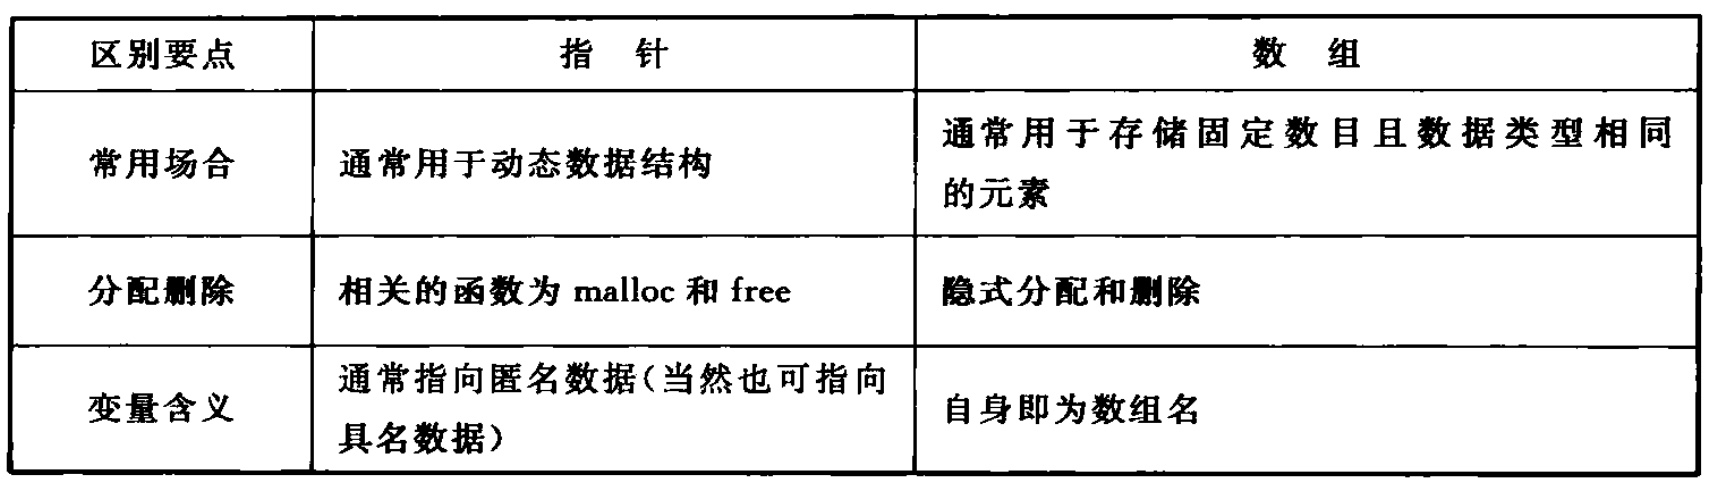 区别要点
指 针
数 组
常用场合
通常用于动态数据结构
通常用于存储固定数目且数据类型相同
的元素
分配删除
相关的函数为 malloc 和 free
隐式分配和删除
变量含义
通常指向匿名数据(当然也可指向
具名数据)
自身即为数组名